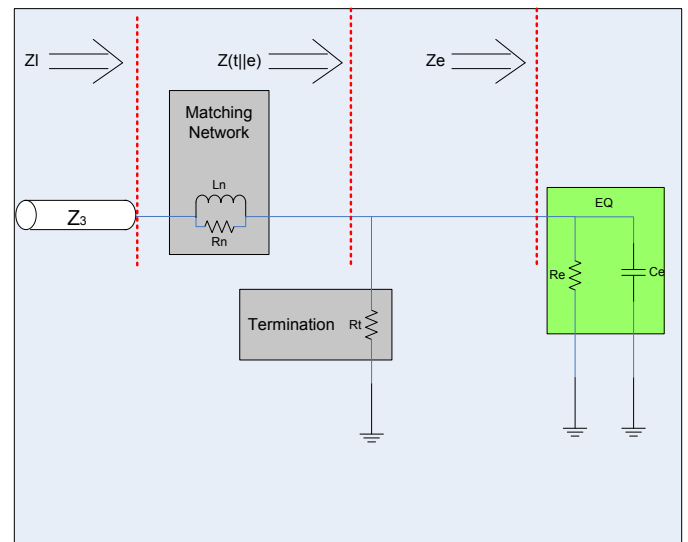 Zl
Z(t||e)
Ze
Matching
Network
Ln
Rn
Z3
EQ
Re
Ce
Termination
Rt